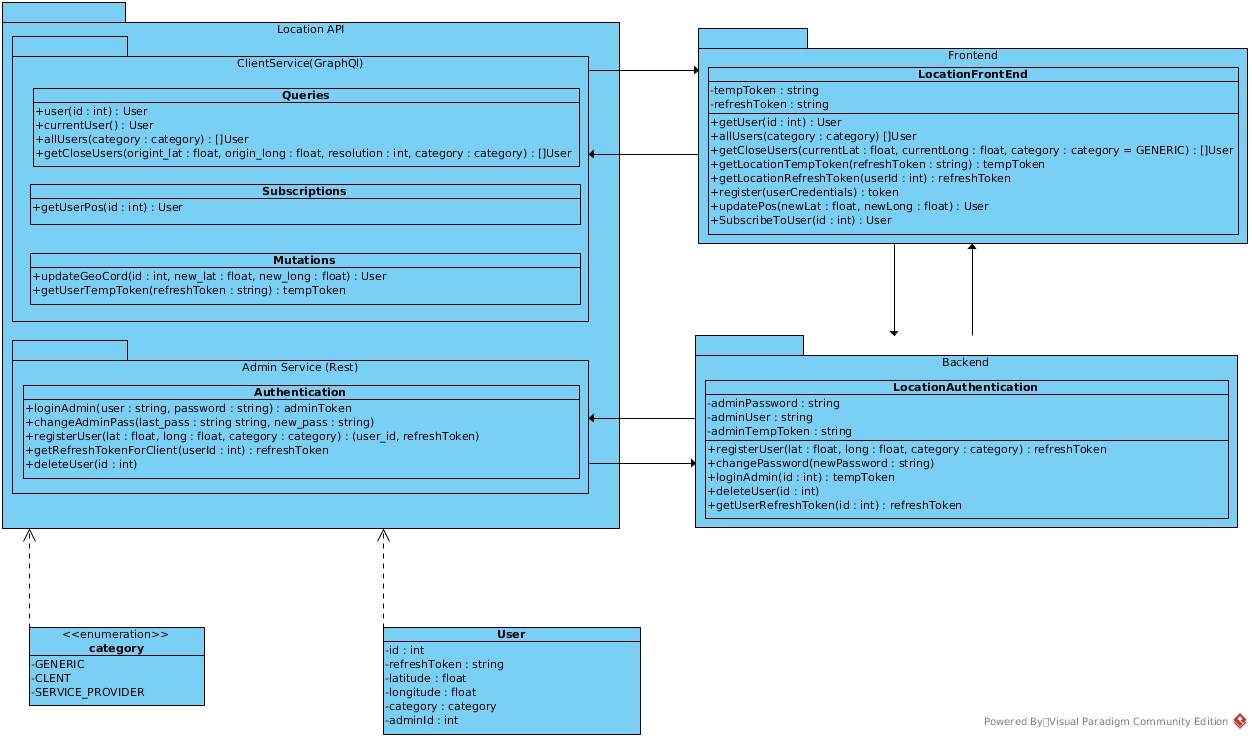 Location API
ClientService(GraphQl)
Queries
+user(id : int) : User
+currentUser() : User
+allUsers(category : category) : []User
+getCloseUsers(origint_lat : float, origin_long : float, resolution : int, category : category) : []User
Subscriptions
+getUserPos(id : int) : User
Mutations
+updateGeoCord(id : int, new_lat : float, new_long : float) : User
+getUserTempToken(refreshToken : string) : tempToken
Admin Service (Rest)
Authentication
+loginAdmin(user : string, password : string) : adminToken
+changeAdminPass(last_pass : string string, new_pass : string)
+registerUser(lat : float, long : float, category : category) : (user_id, refreshToken)
+getRefreshTokenForClient(userId : int) : refreshToken
+deleteUser(id : int)
Frontend
LocationFrontEnd
-tempToken : string
-refreshToken : string
+getUser(id : int) : User
+allUsers(category : category) []User
+getCloseUsers(currentLat : float, currentLong : float, category : category = GENERIC) : []User
+getLocationTempToken(refreshToken : string) : tempToken
+getLocationRefreshToken(userId : int) : refreshToken
+register(userCredentials) : token
+updatePos(newLat : float, newLong : float) : User
+SubscribeToUser(id : int) : User
Backend
LocationAuthentication
-adminPassword : string
-adminUser : string
-adminTempToken : string
+registerUser(lat : float, long : float, category : category) : refreshToken
+changePassword(newPassword : string)
+loginAdmin(id : int) : tempToken
+deleteUser(id : int)
+getUserRefreshToken(id : int) : refreshToken
<<enumeration>>
category
-GENERIC
-CLENT
-SERVICE_PROVIDER
User
-id : int
-refreshToken : string
-latitude : float
-longitude : float
-category : category
-adminId : int
Powered By Visual Paradigm Community Edition